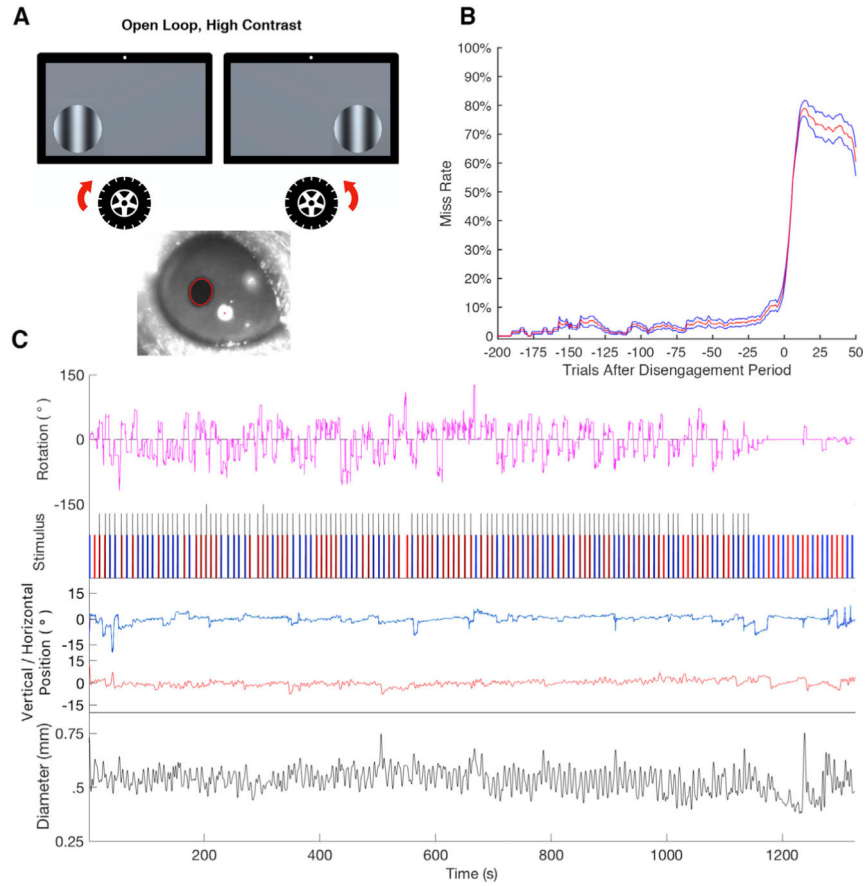 A
Open Loop, High Contrast
B
100%
90%
80%
70%
60%
50%
40%
30%
20%
10%
0
Miss Rate
-200 -175 -150 -125 -100 -75 -50 -25 0 25 50
Trials After Disengagement Period
C
150
0
-150
Rotation ( ° )
Stimulus
15
0
-15
15
0
-15
Vertical / Horizontal
Position ( ° )
0.75
.5
0.25
Diameter (mm)
200 400 600 800 1000 1200
Time (s)